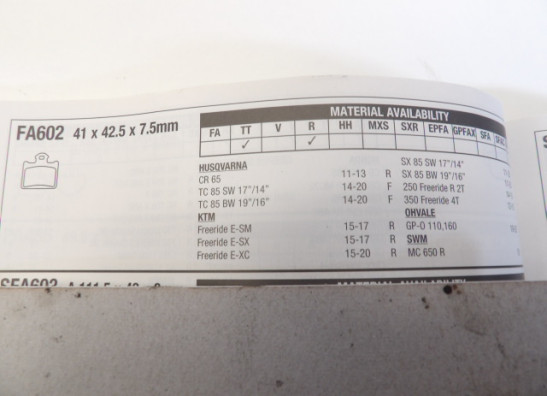 FA602 41 x 42.5 x 7.5mm
MATERIAL AVAILABILITY
FA TT V R HH MXS SXR EPFA GPFAX SFA
✓ ✓
HUSQVARNA
CR 65 11-13 R
TC 85 SW 17"/14" 14-20 F
TC 85 BW 19"/16" 14-20 F
KTM
Freeride E-SM 15-17 R
Freeride E-SX 15-17 R
Freeride E-XC 15-20 R
SX 85 SW 17"/14"
SX 85 BW 19"/16"
250 Freeride R 2T
350 Freeride 4T
OHVALE
GP-O 110,160
SWM
MC 650 R
SFA603
MATERIAL AVAILABILITY